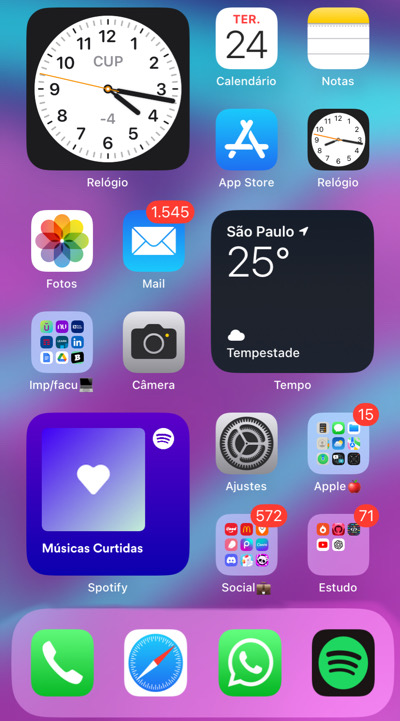 TER.
24
Calendário
Notas
12
11
1
10
CUP
2
9
3
8
-4
4
7
5
6
Relógio
App Store
Relógio
Fotos
1.545
Mail
São Paulo
25°
Tempestade
Tempo
Imp/facu
Câmera
Músicas Curtidas
Spotify
Ajustes
15
Apple
572
Social
71
Estudo